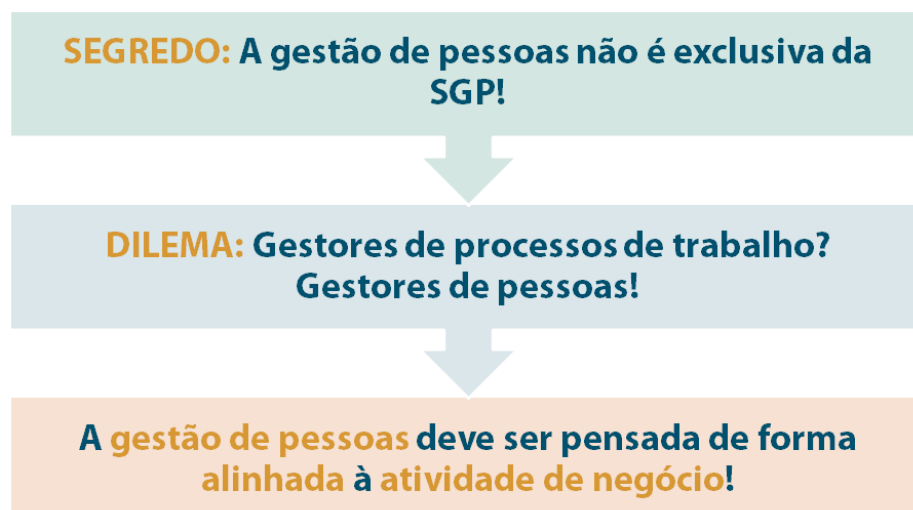 SEGREDO: A gestão de pessoas não é exclusiva da
SGP!
DILEMA: Gestores de processos de trabalho?
Gestores de pessoas!
A gestão de pessoas deve ser pensada de forma
alinhada à atividade de negócio!